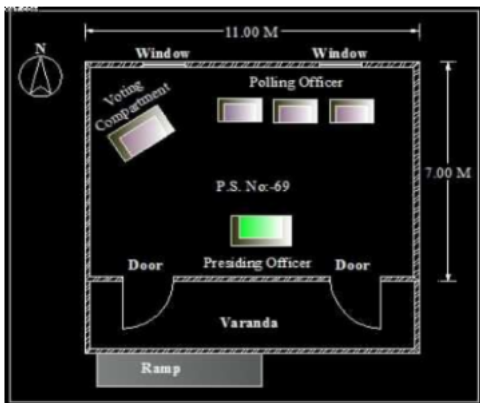 11.00 M
N
Window
Window
Voting
Compartment
Polling Officer
7.00 M
P.S. No:-69
Door
Presiding Officer
Door
Varanda
Ramp